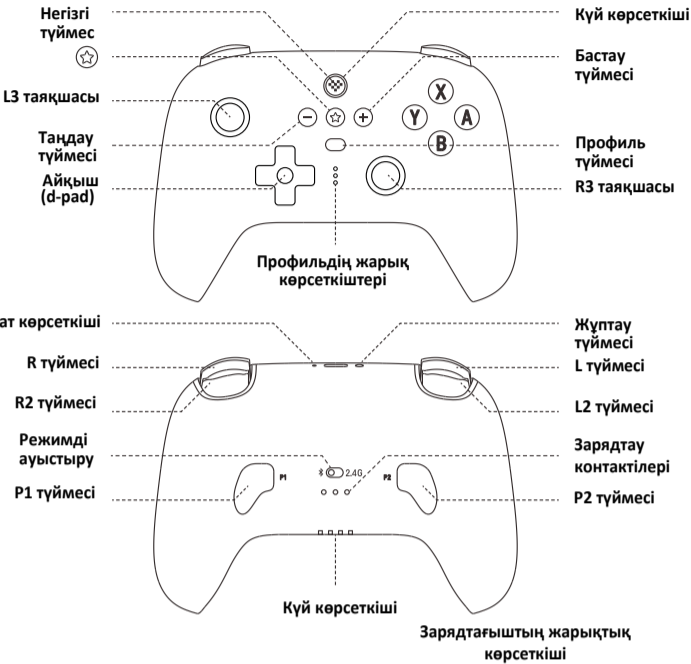 Негізгі
түймес
Күй көрсеткіші
Бастау
түймесі
L3 таяқшасы
X
Y
A
B
Таңдау
түймесі
Профиль
түймесі
Айқыш
(d-pad)
R3 таяқшасы
Профильдің жарық
көрсеткіштері
ат көрсеткіші
Жұптау
түймесі
R түймесі
L түймесі
R2 түймесі
L2 түймесі
Режимді
ауыстыру
2.4G
Зарядтау
контактілері
P1 түймесі
P1
P2
P2 түймесі
Күй көрсеткіші
Зарядтағыштың жарықтық
көрсеткіші